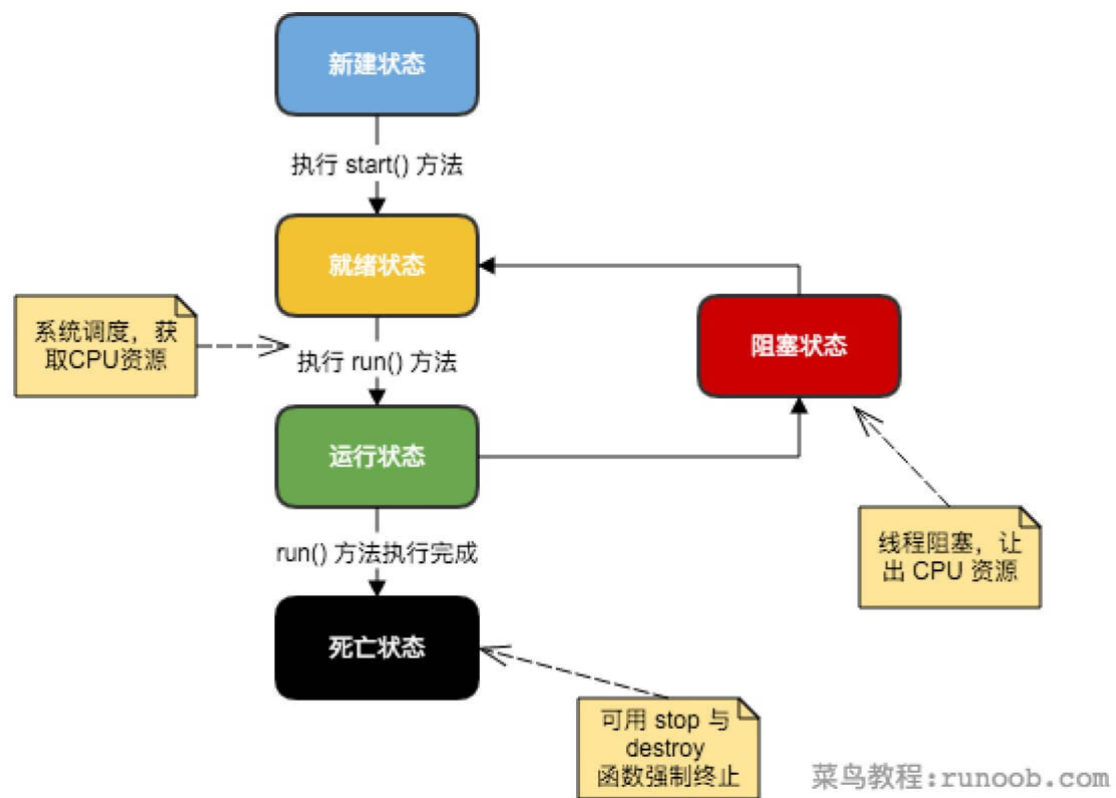 新建状态
执行 start() 方法
就绪状态
系统调度，获
取CPU资源
执行 run() 方法
阻塞状态
运行状态
线程阻塞，让
出 CPU 资源
run() 方法执行完成
死亡状态
可用 stop 与
destroy
函数强制终止
菜鸟教程:runoob.com